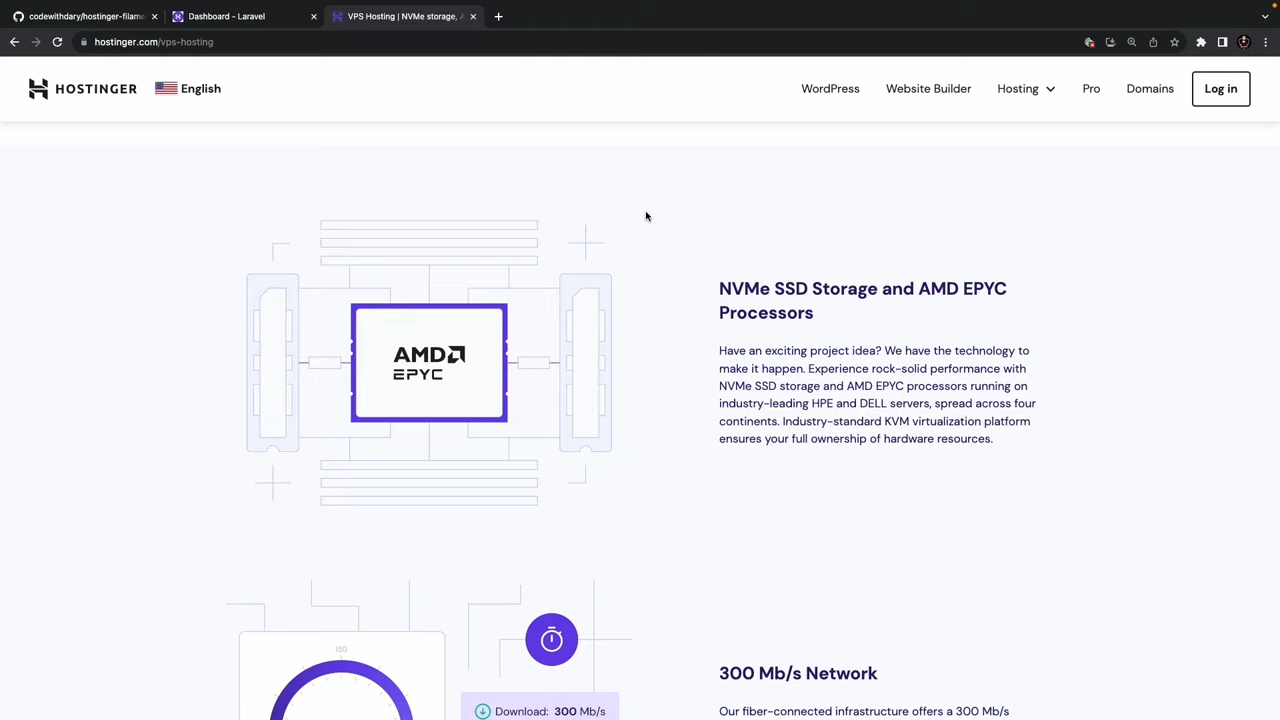 codewithdary/hostinger-filame
Dashboard - Laravel
VPS Hosting | NVMe storage, A
hostinger.com/vps-hosting
HOSTINGER
English
WordPress
Website Builder
Hosting
Pro
Domains
Log in
AMD
EPYC
NVMe SSD Storage and AMD EPYC
Processors
Have an exciting project idea? We have the technology to
make it happen. Experience rock-solid performance with
NVMe SSD storage and AMD EPYC processors running on
industry-leading HPE and DELL servers, spread across four
continents. Industry-standard KVM virtualization platform
ensures your full ownership of hardware resources.
150
Download: 300 Mb/s
300 Mb/s Network
Our fiber-connected infrastructure offers a 300 Mb/s